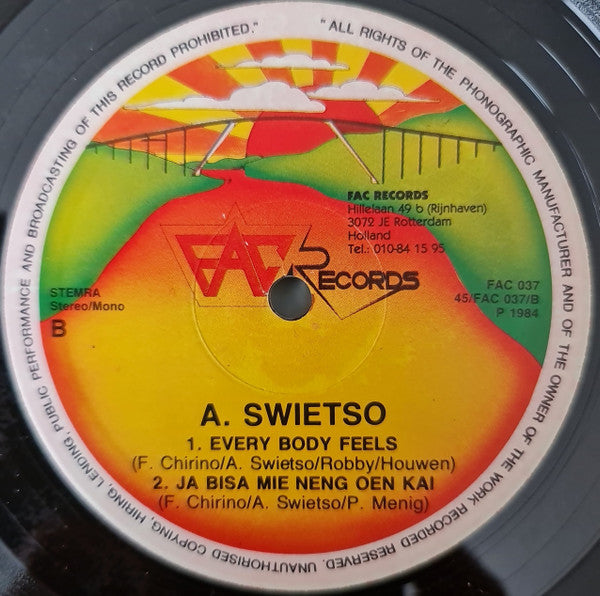 " ALL RIGHTS OF THE PHONOGRAPHIC MANUFACTURER AND OF THE OWNER OF THE WORK RECORDED RESERVED. UNAUTHORISED COPYING, HIRING, LENDING, PUBLIC PERFORMANCE AND BROADCASTING OF THIS RECORD PROHIBITED. "
FAC RECORDS
Hillelaan 49 b (Rijnhaven)
3072 JE Rotterdam
Holland
Tel.: 010-84 15 95
FAC RECORDS
STEMRA
Stereo/Mono
B
FAC 037
45/FAC 037/B
P 1984
A. SWIETSO
1. EVERY BODY FEELS
(F. Chirino/A. Swietso/Robby/Houwen)
2. JA BISA MIE NENG OEN KAI
(F. Chirino/A. Swietso/P. Menig)